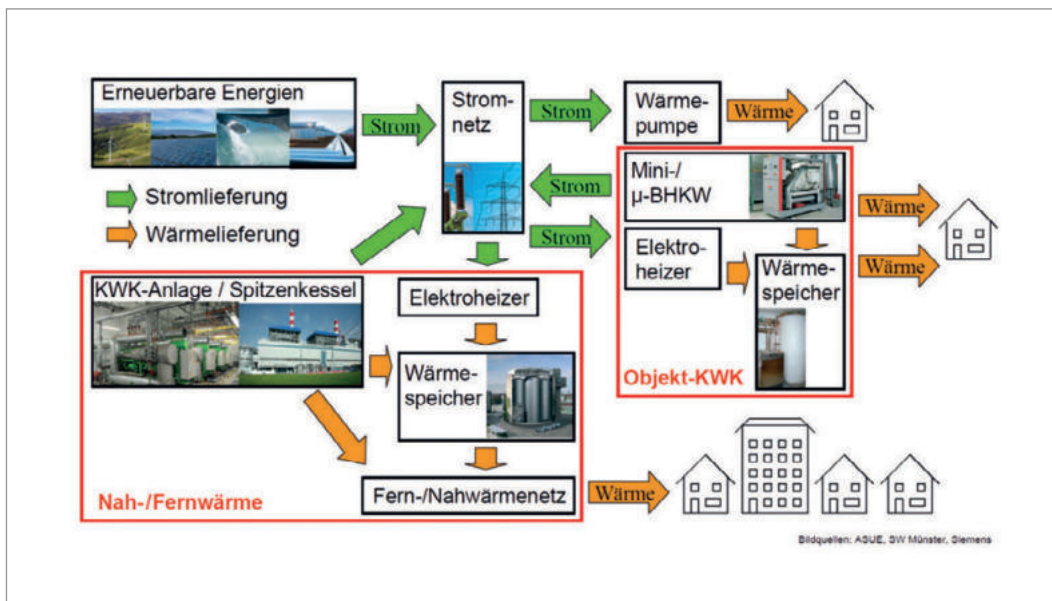 Erneuerbare Energien
Strom
Strom-
netz
Strom
Wärme-
pumpe
Wärme
Stromlieferung
Wärmelieferung
Strom
Mini-/
µ-BHKW
Wärme
Strom
Elektro-
heizer
Wärme-
speicher
Wärme
Objekt-KWK
KWK-Anlage / Spitzenkessel
Elektroheizer
Wärme-
speicher
Nah-/Fernwärme
Fern-/Nahwärmenetz
Wärme
Bildquellen: ASUE, SW Münster, Siemens